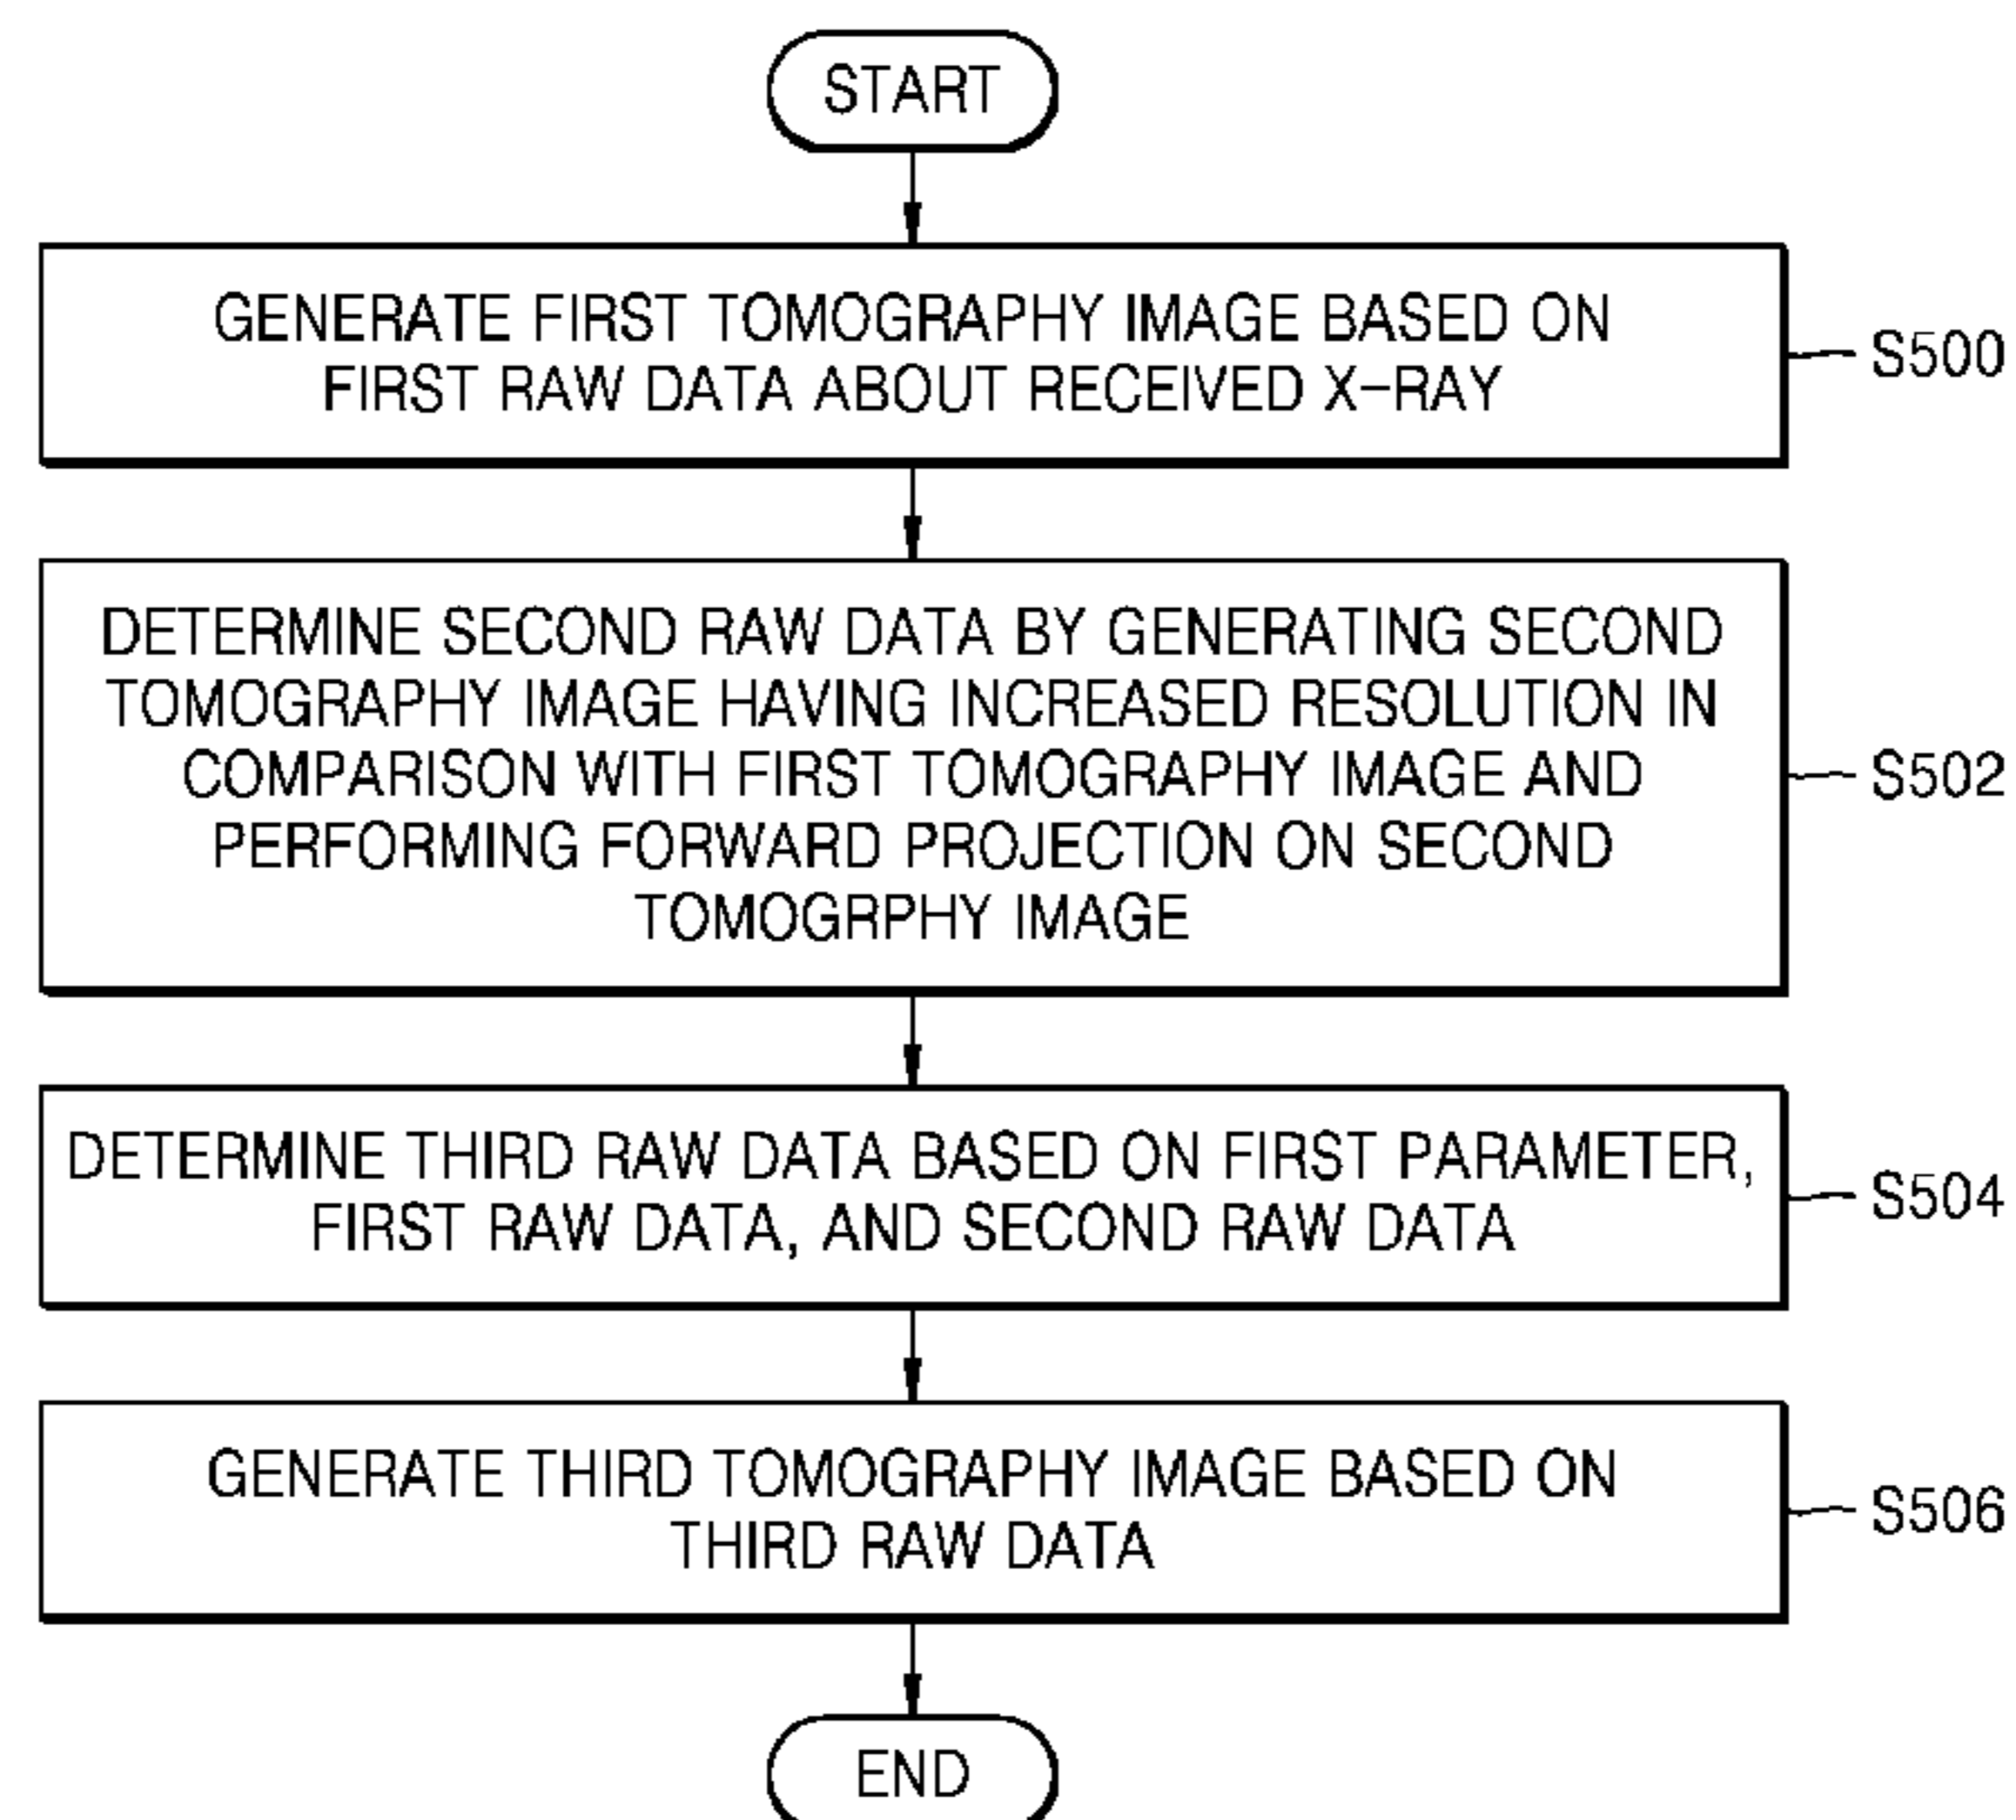 START
GENERATE FIRST TOMOGRAPHY IMAGE BASED ON
FIRST RAW DATA ABOUT RECEIVED X-RAY
S500
DETERMINE SECOND RAW DATA BY GENERATING SECOND
TOMOGRAPHY IMAGE HAVING INCREASED RESOLUTION IN
COMPARISON WITH FIRST TOMOGRAPHY IMAGE AND
PERFORMING FORWARD PROJECTION ON SECOND
TOMOGRPHY IMAGE
S502
DETERMINE THIRD RAW DATA BASED ON FIRST PARAMETER,
FIRST RAW DATA, AND SECOND RAW DATA
S504
GENERATE THIRD TOMOGRAPHY IMAGE BASED ON
THIRD RAW DATA
S506
END